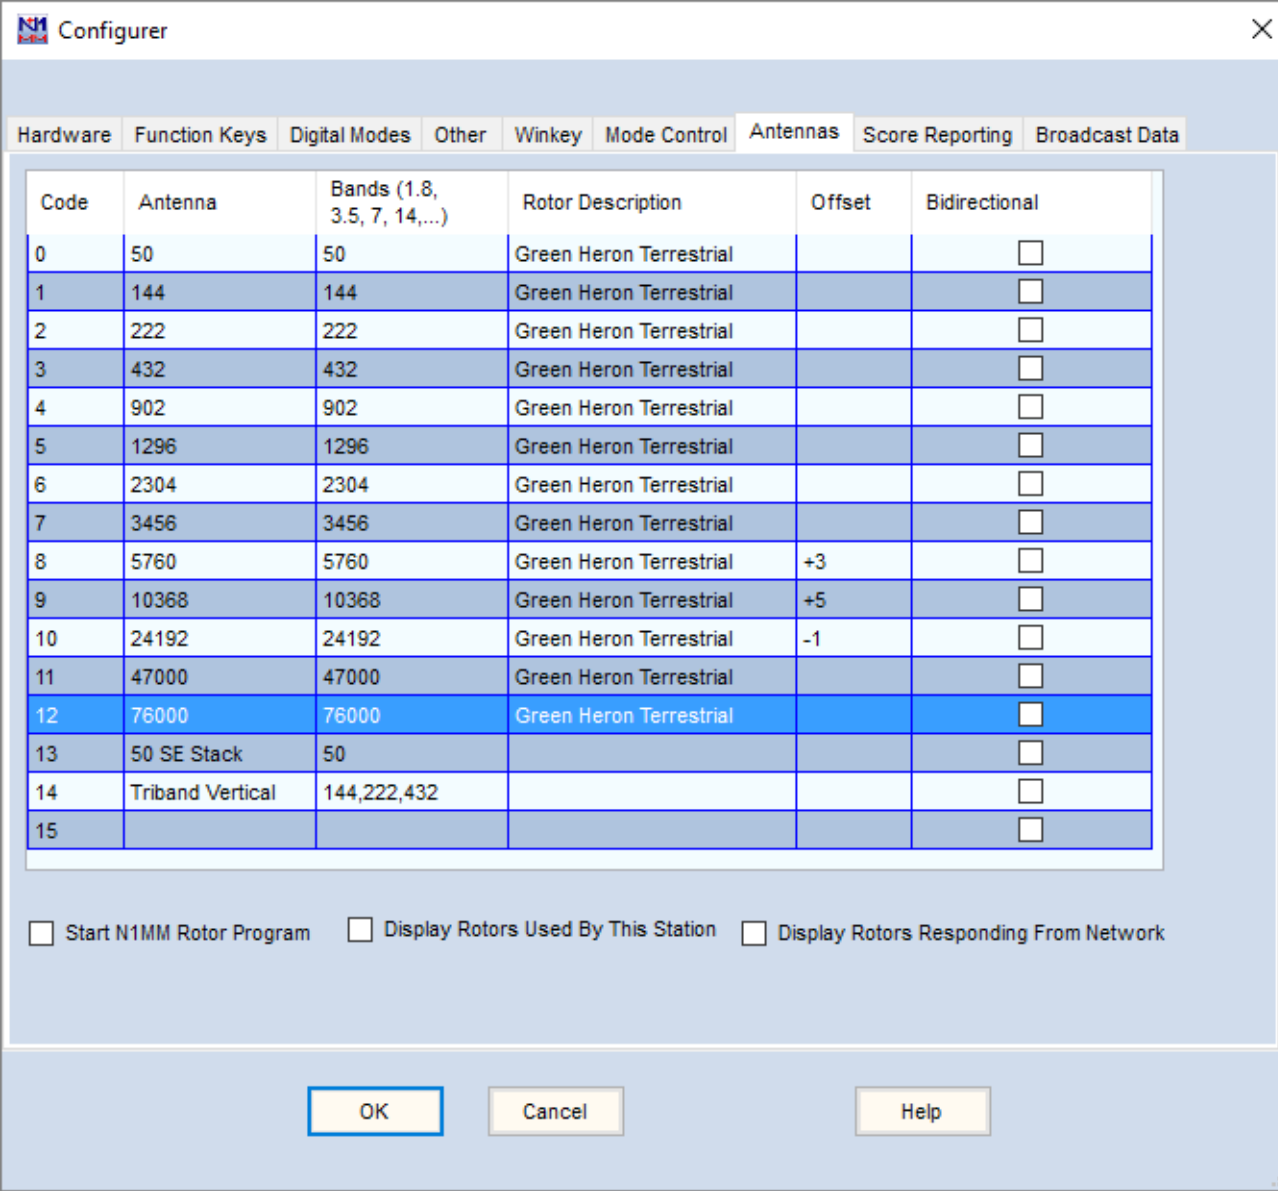 N1
MM
Configurer
Hardware Function Keys Digital Modes Other Winkey Mode Control Antennas Score Reporting Broadcast Data
Code Antenna Bands (1.8, 3.5, 7, 14,...) Rotor Description Offset Bidirectional
0 50 50 Green Heron Terrestrial
1 144 144 Green Heron Terrestrial
2 222 222 Green Heron Terrestrial
3 432 432 Green Heron Terrestrial
4 902 902 Green Heron Terrestrial
5 1296 1296 Green Heron Terrestrial
6 2304 2304 Green Heron Terrestrial
7 3456 3456 Green Heron Terrestrial
8 5760 5760 Green Heron Terrestrial +3
9 10368 10368 Green Heron Terrestrial +5
10 24192 24192 Green Heron Terrestrial -1
11 47000 47000 Green Heron Terrestrial
12 76000 76000 Green Heron Terrestrial
13 50 SE Stack 50
14 Triband Vertical 144,222,432
15
Start N1MM Rotor Program Display Rotors Used By This Station Display Rotors Responding From Network
OK Cancel Help